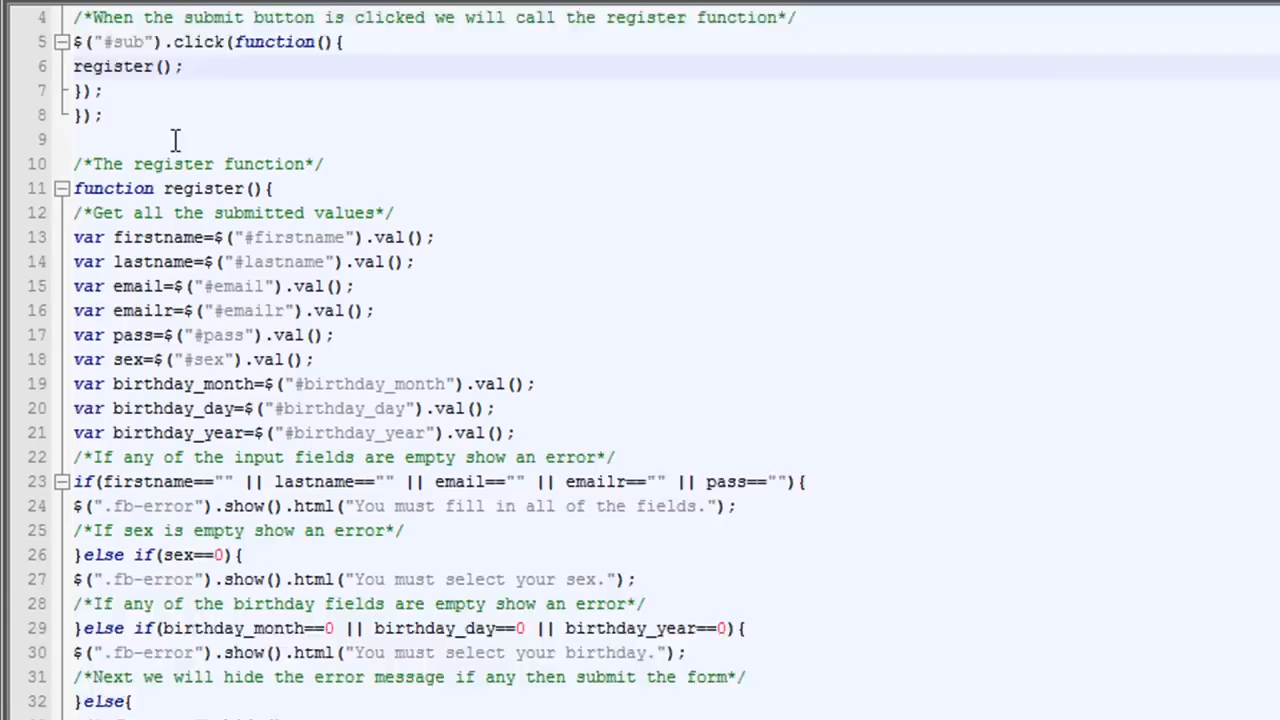 4 /*When the submit button is clicked we will call the register function*/
5 $("#sub").click(function(){
6 register();
7 });
8 });
9
10 /*The register function*/
11 function register(){
12 /*Get all the submitted values*/
13 var firstname=$("#firstname").val();
14 var lastname=$("#lastname").val();
15 var email=$("#email").val();
16 var emailr=$("#emailr").val();
17 var pass=$("#pass").val();
18 var sex=$("#sex").val();
19 var birthday_month=$("#birthday_month").val();
20 var birthday_day=$("#birthday_day").val();
21 var birthday_year=$("#birthday_year").val();
22 /*If any of the input fields are empty show an error*/
23 if(firstname=="" || lastname=="" || email=="" || emailr=="" || pass==""){
24 $(".fb-error").show().html("You must fill in all of the fields.");
25 /*If sex is empty show an error*/
26 }else if(sex==0){
27 $(".fb-error").show().html("You must select your sex.");
28 /*If any of the birthday fields are empty show an error*/
29 }else if(birthday_month==0 || birthday_day==0 || birthday_year==0){
30 $(".fb-error").show().html("You must select your birthday.");
31 /*Next we will hide the error message if any then submit the form*/
32 }else{